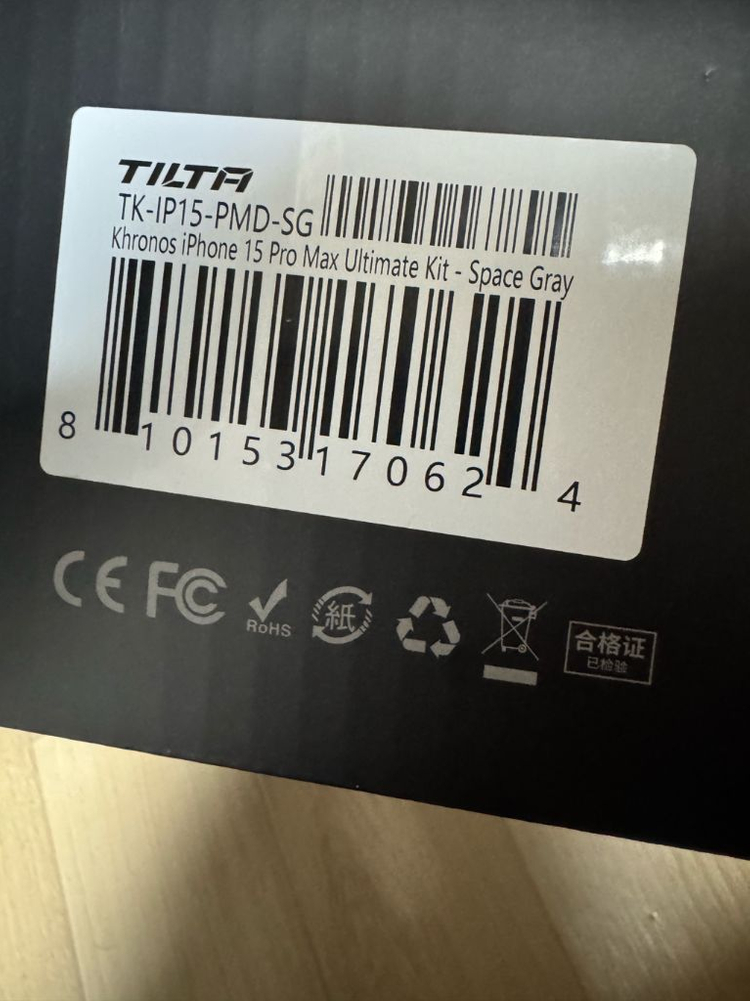 TILTA
TK-IP15-PMD-SG
Khronos iPhone 15 Pro Max Ultimate Kit - Space Gray
8 10153 17062 4
CE FC RoHS 紙 合格证
已检验